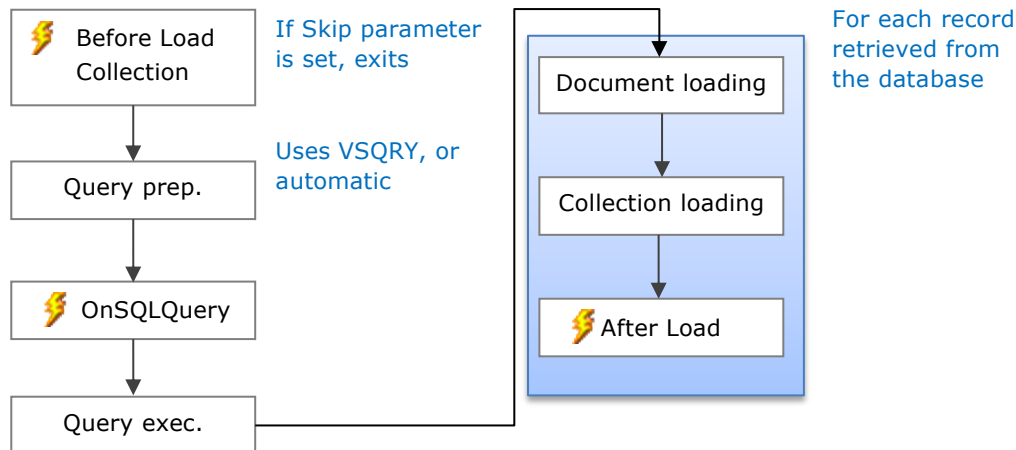 Before Load
Collection
If Skip parameter
is set, exits
Query prep.
Uses VSQRY, or
automatic
OnSQLQuery
Query exec.
Document loading
Collection loading
After Load
For each record
retrieved from
the database